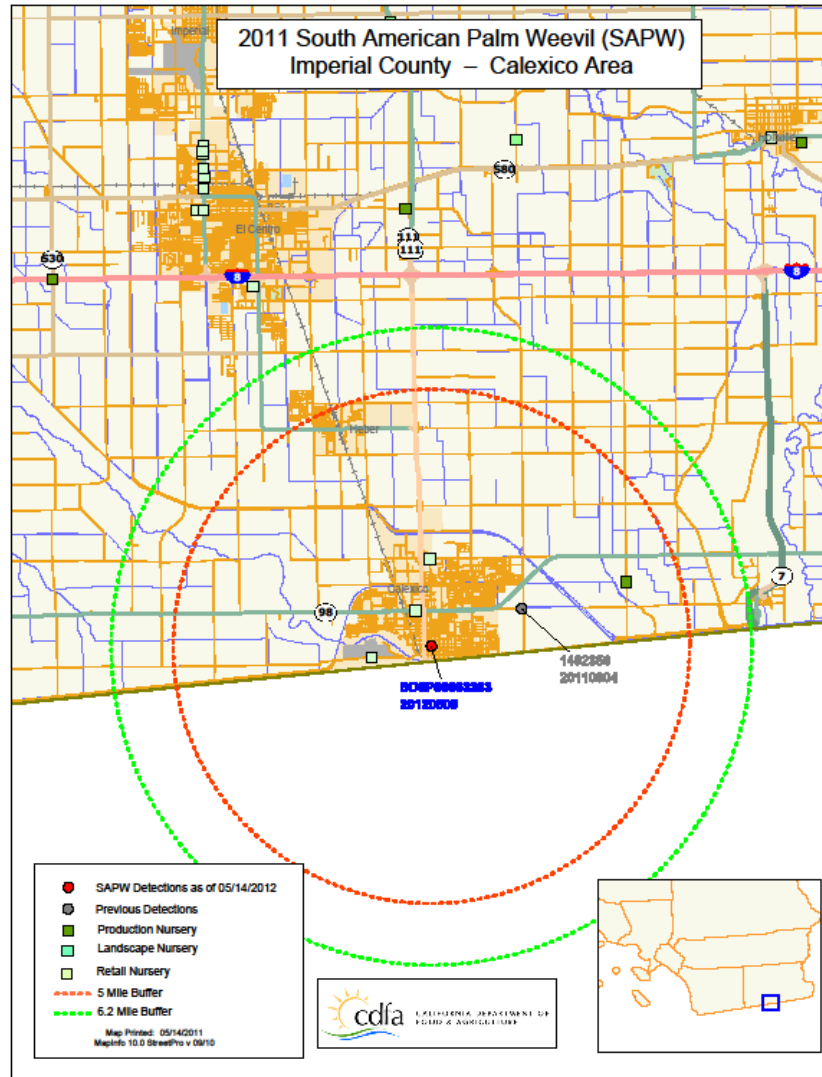 2011 South American Palm Weevil (SAPW)
Imperial County – Calexico Area
Imperial
S80
El Centro
111
111
S30
8
8
Heber
7
Calexico
98
20110804
SAPW Detections as of 05/14/2012
Previous Detections
Production Nursery
Landscape Nursery
Retail Nursery
5 Mile Buffer
6.2 Mile Buffer
Map Printed: 05/14/2011
MapInfo 10.0 StreetPro v 09/10
cdfa
CALIFORNIA DEPARTMENT OF
FOOD & AGRICULTURE